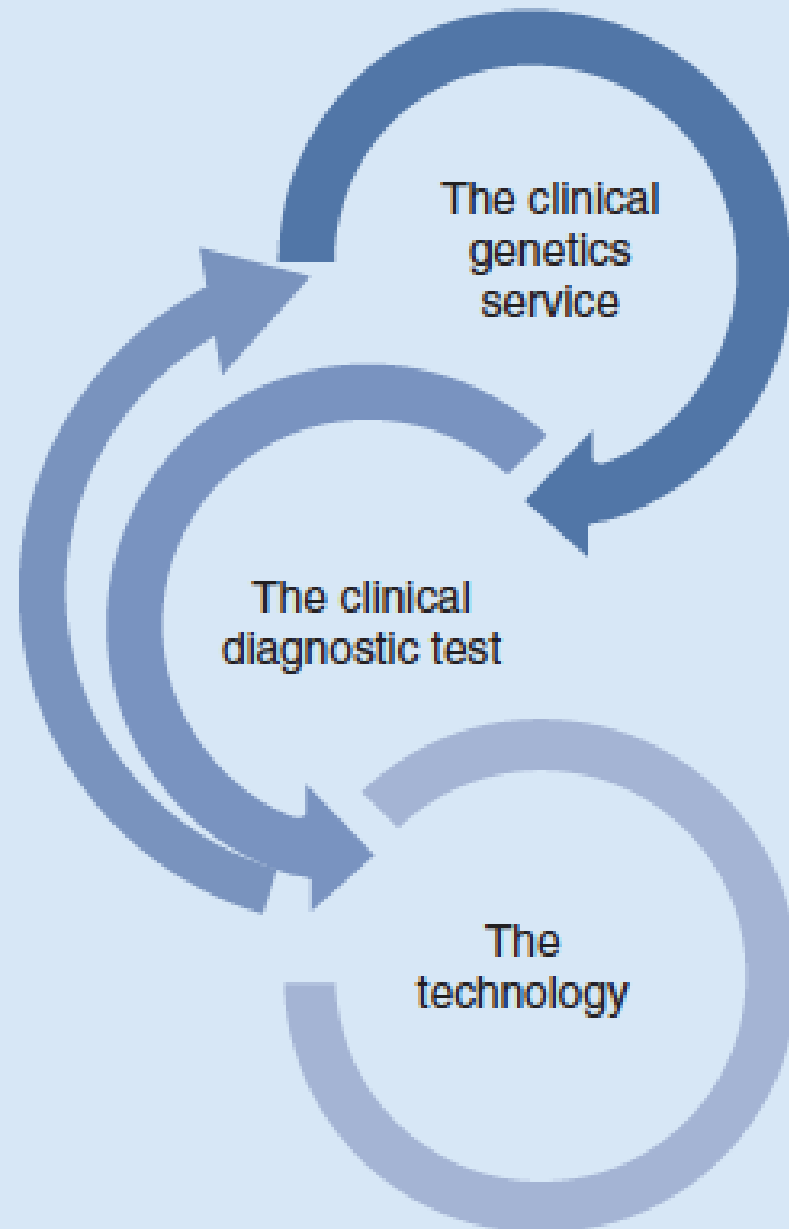 The clinical
genetics
service
The clinical
diagnostic test
The
technology